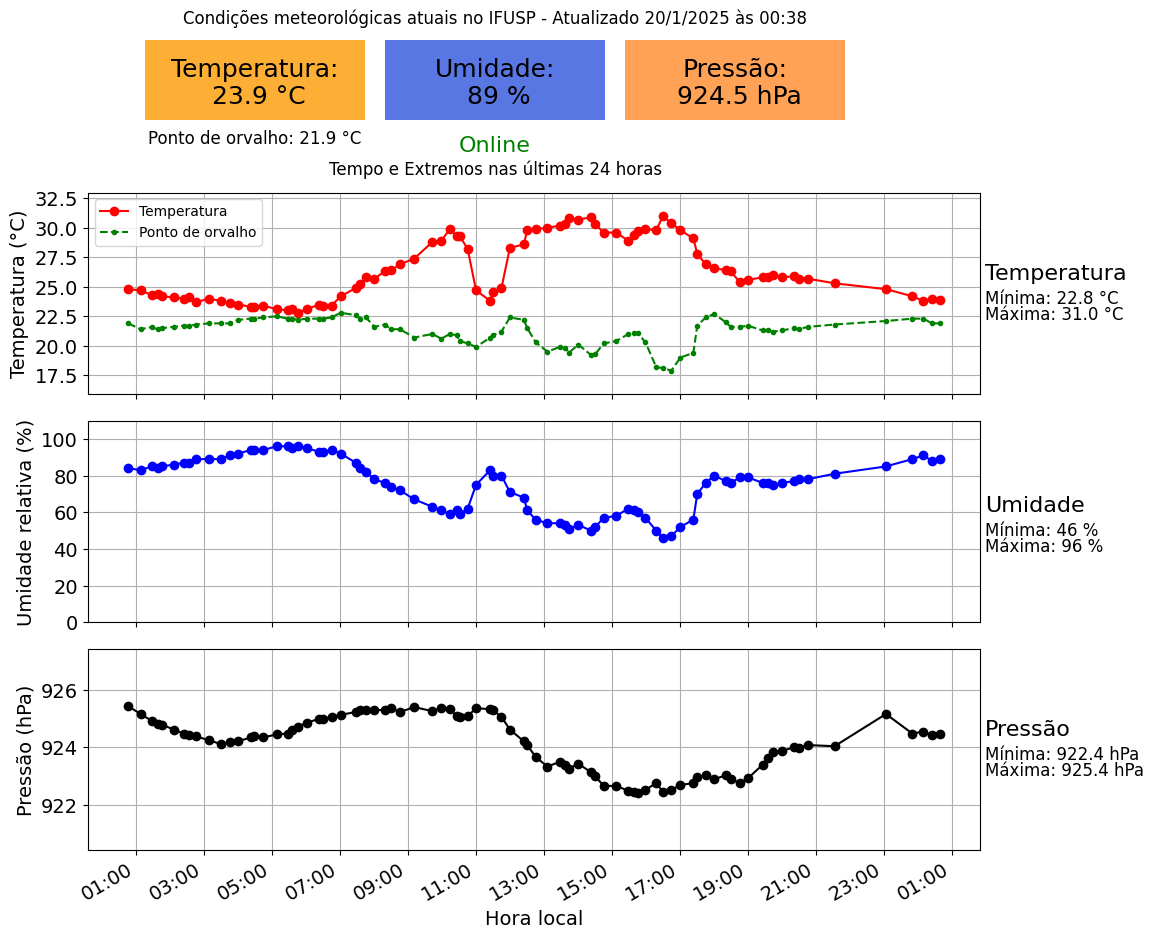 Condições meteorológicas atuais no IFUSP - Atualizado 20/1/2025 às 00:38
Temperatura:
23.9 °C
Umidade:
89 %
Pressão:
924.5 hPa
Ponto de orvalho: 21.9 °C
Online
Tempo e Extremos nas últimas 24 horas
Temperatura (°C)
32.5
30.0
27.5
25.0
22.5
20.0
17.5
Temperatura
Ponto de orvalho
Temperatura
Mínima: 22.8 °C
Máxima: 31.0 °C
Umidade relativa (%)
100
80
60
40
20
0
Umidade
Mínima: 46 %
Máxima: 96 %
Pressão (hPa)
926
924
922
Pressão
Mínima: 922.4 hPa
Máxima: 925.4 hPa
01:00 03:00 05:00 07:00 09:00 11:00 13:00 15:00 17:00 19:00 21:00 23:00 01:00
Hora local